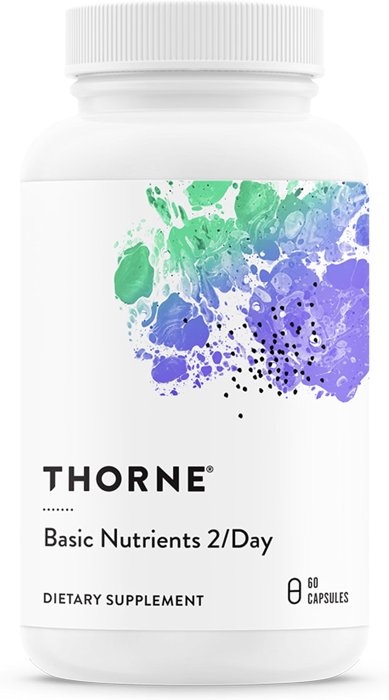 THORNE®
Basic Nutrients 2/Day
DIETARY SUPPLEMENT
60
CAPSULES